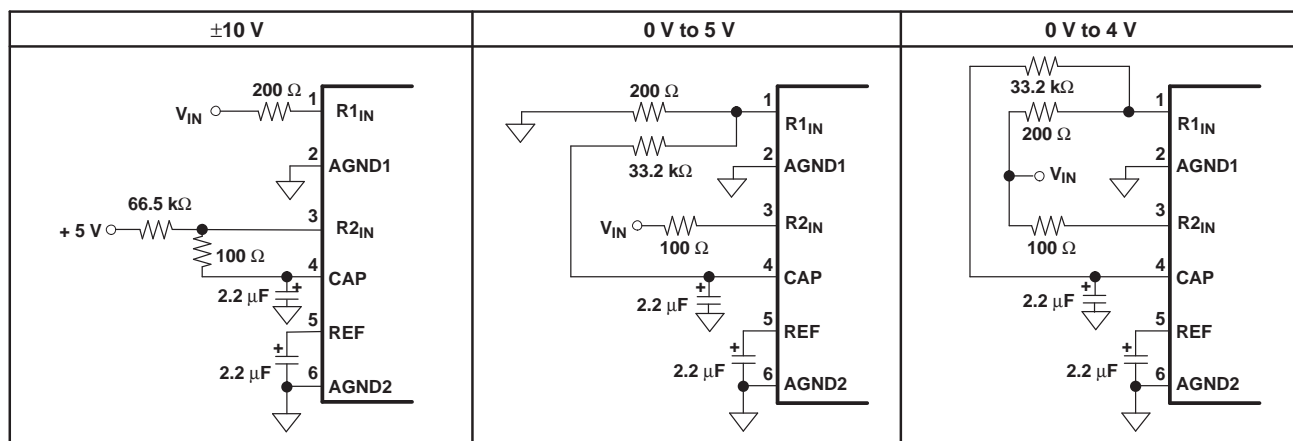 ±10 V
0 V to 5 V
0 V to 4 V
200 Ω
1
V_IN
R1_IN
2
AGND1
66.5 kΩ
3
+ 5 V
R2_IN
100 Ω
4
CAP
+
2.2 µF
5
REF
+
2.2 µF
6
AGND2
200 Ω
1
R1_IN
33.2 kΩ
2
AGND1
3
V_IN
R2_IN
100 Ω
4
CAP
+
2.2 µF
5
REF
+
2.2 µF
6
AGND2
33.2 kΩ
1
200 Ω
R1_IN
2
AGND1
V_IN
3
R2_IN
100 Ω
4
CAP
+
2.2 µF
5
REF
+
2.2 µF
6
AGND2